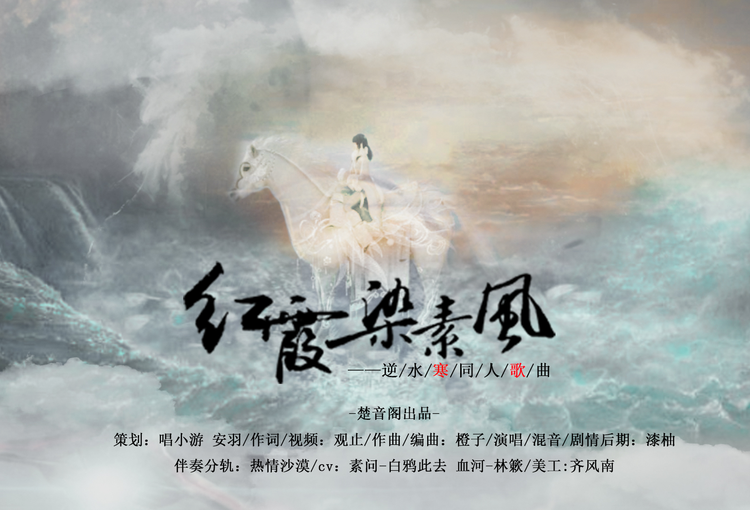 红霞染素風
——逆/水/寒/同/人/歌/曲
-楚音阁出品-
策划：唱小游 安羽/作词/视频：观止/作曲/编曲：橙子/演唱/混音/剧情后期：漆柚
伴奏分轨：热情沙漠/cv：素问-白鸦此去 血河-林簌/美工:齐风南